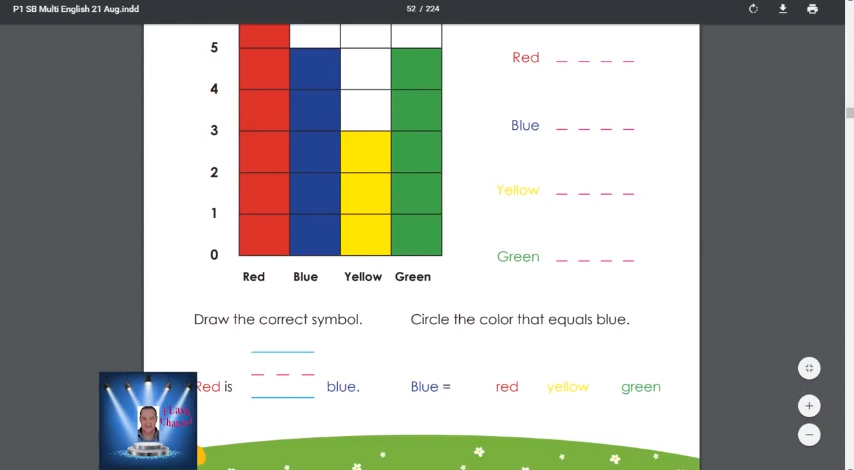 P1 SB Multi English 21 Aug.indd
52 / 224
5
4
3
2
1
0
Red Blue Yellow Green
Red
Blue
Yellow
Green
Draw the correct symbol.
Circle the color that equals blue.
Red is blue.
Blue = red yellow green